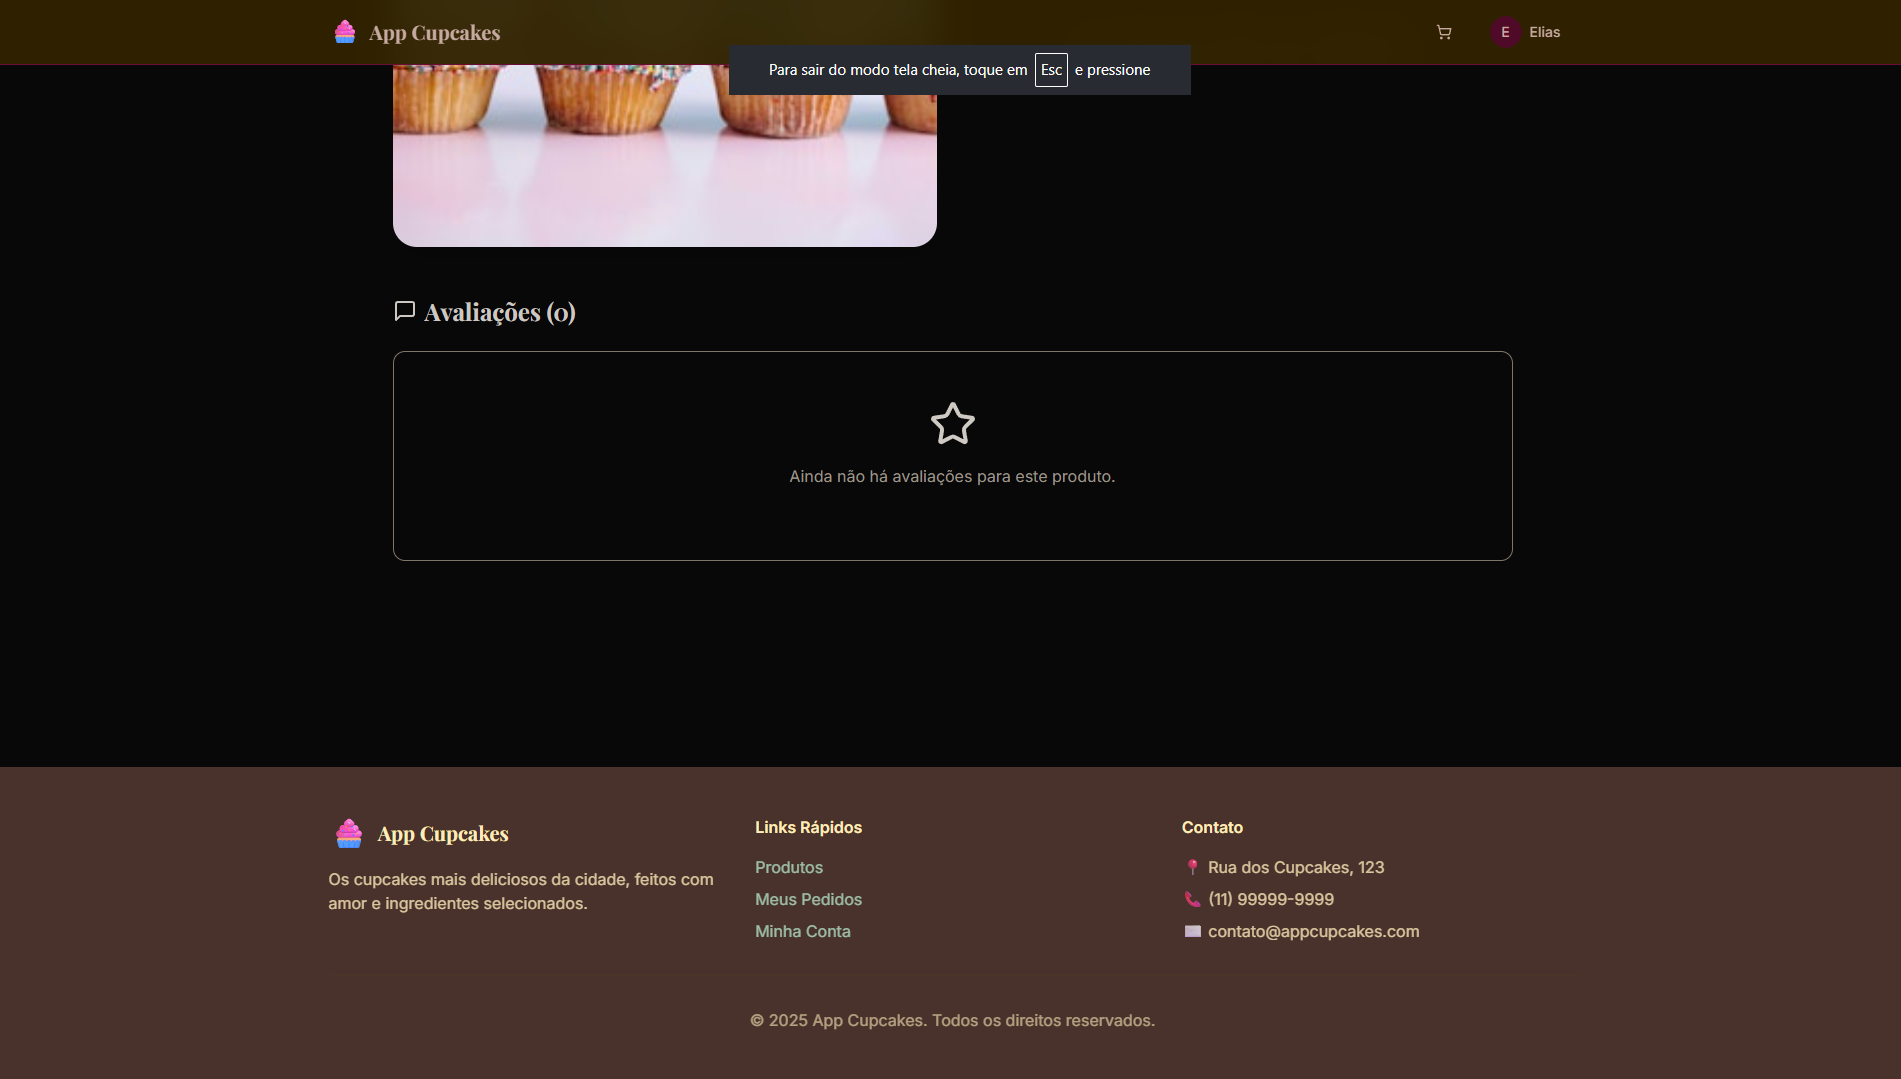 App Cupcakes
E Elias
Para sair do modo tela cheia, toque em Esc e pressione
Avaliações (0)
Ainda não há avaliações para este produto.
App Cupcakes
Os cupcakes mais deliciosos da cidade, feitos com
amor e ingredientes selecionados.
Links Rápidos
Produtos
Meus Pedidos
Minha Conta
Contato
Rua dos Cupcakes, 123
(11) 99999-9999
contato@appcupcakes.com
© 2025 App Cupcakes. Todos os direitos reservados.